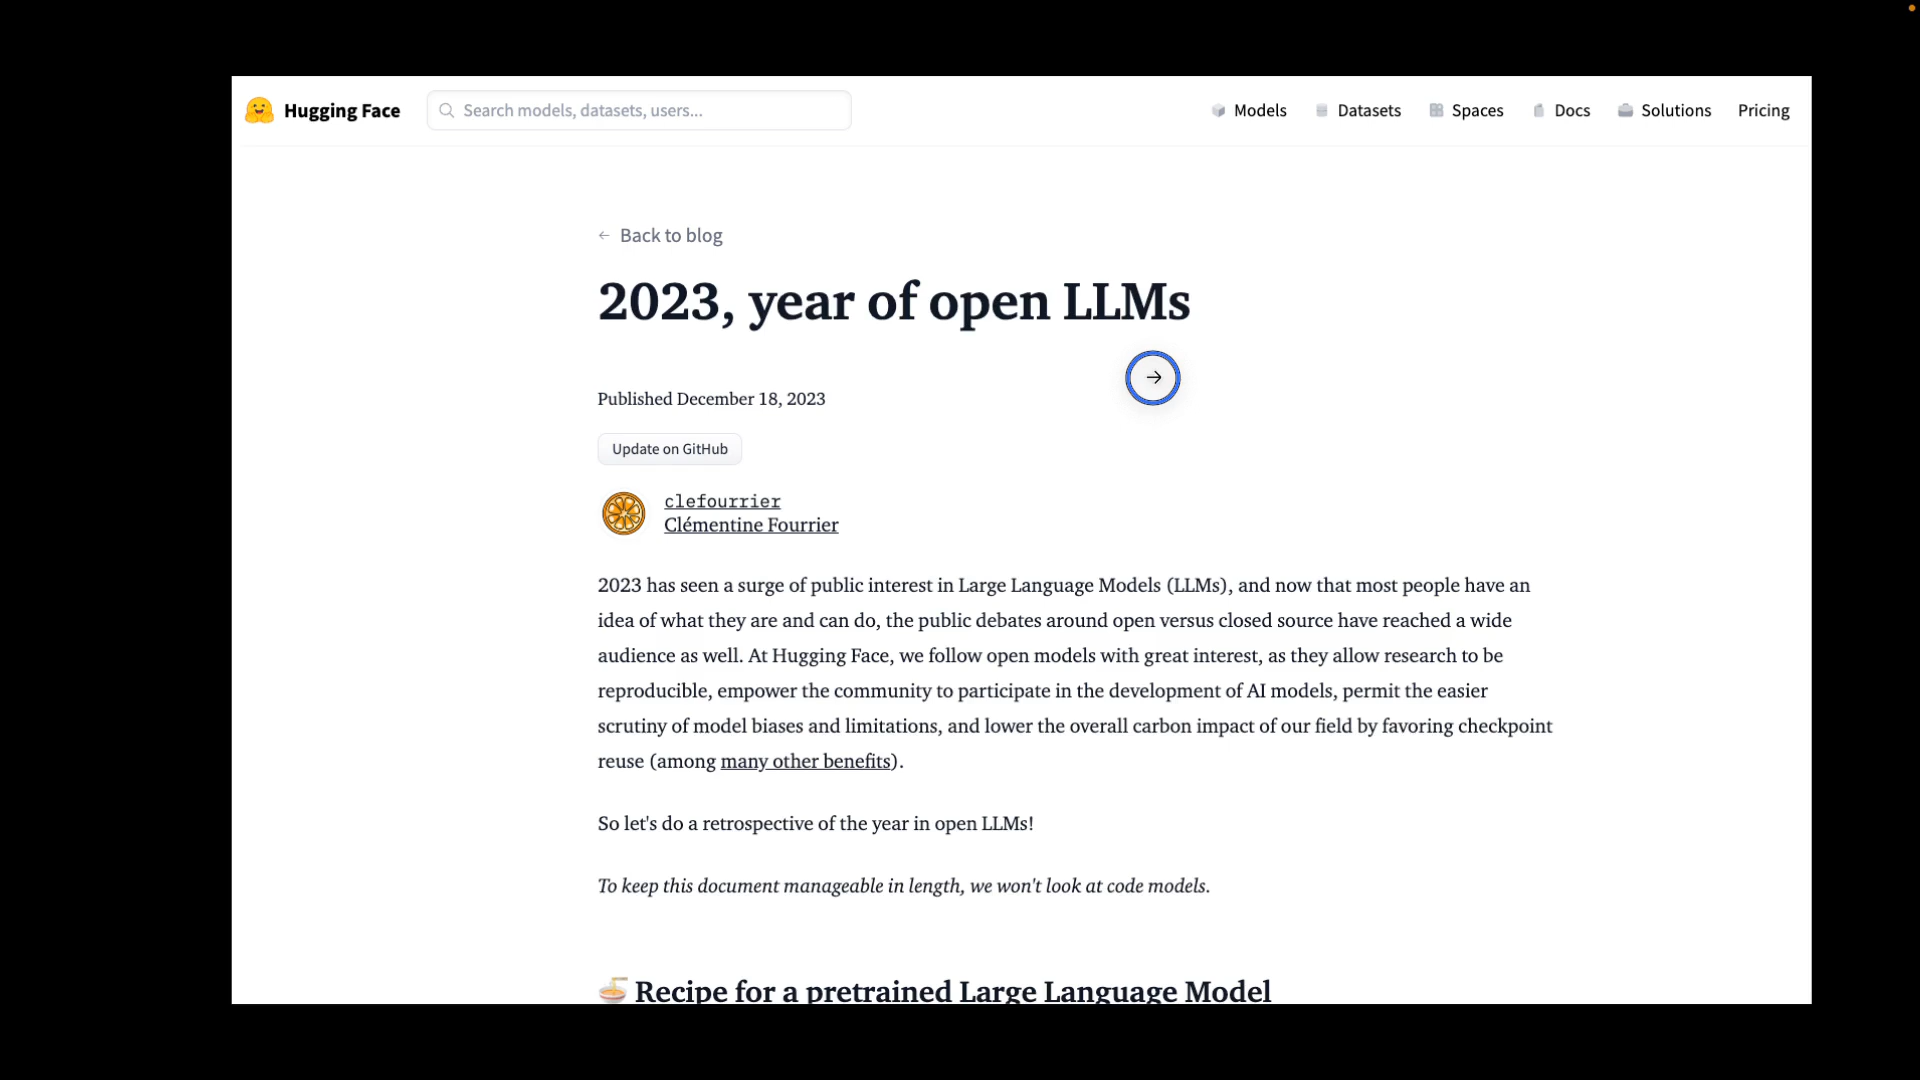 Hugging Face
Search models, datasets, users...
Models
Datasets
Spaces
Docs
Solutions
Pricing
← Back to blog
2023, year of open LLMs
→
Published December 18, 2023
Update on GitHub
clefourrier
Clémentine Fourrier
2023 has seen a surge of public interest in Large Language Models (LLMs), and now that most people have an
idea of what they are and can do, the public debates around open versus closed source have reached a wide
audience as well. At Hugging Face, we follow open models with great interest, as they allow research to be
reproducible, empower the community to participate in the development of AI models, permit the easier
scrutiny of model biases and limitations, and lower the overall carbon impact of our field by favoring checkpoint
reuse (among many other benefits).
So let's do a retrospective of the year in open LLMs!
To keep this document manageable in length, we won't look at code models.
🍜 Recipe for a pretrained Large Language Model